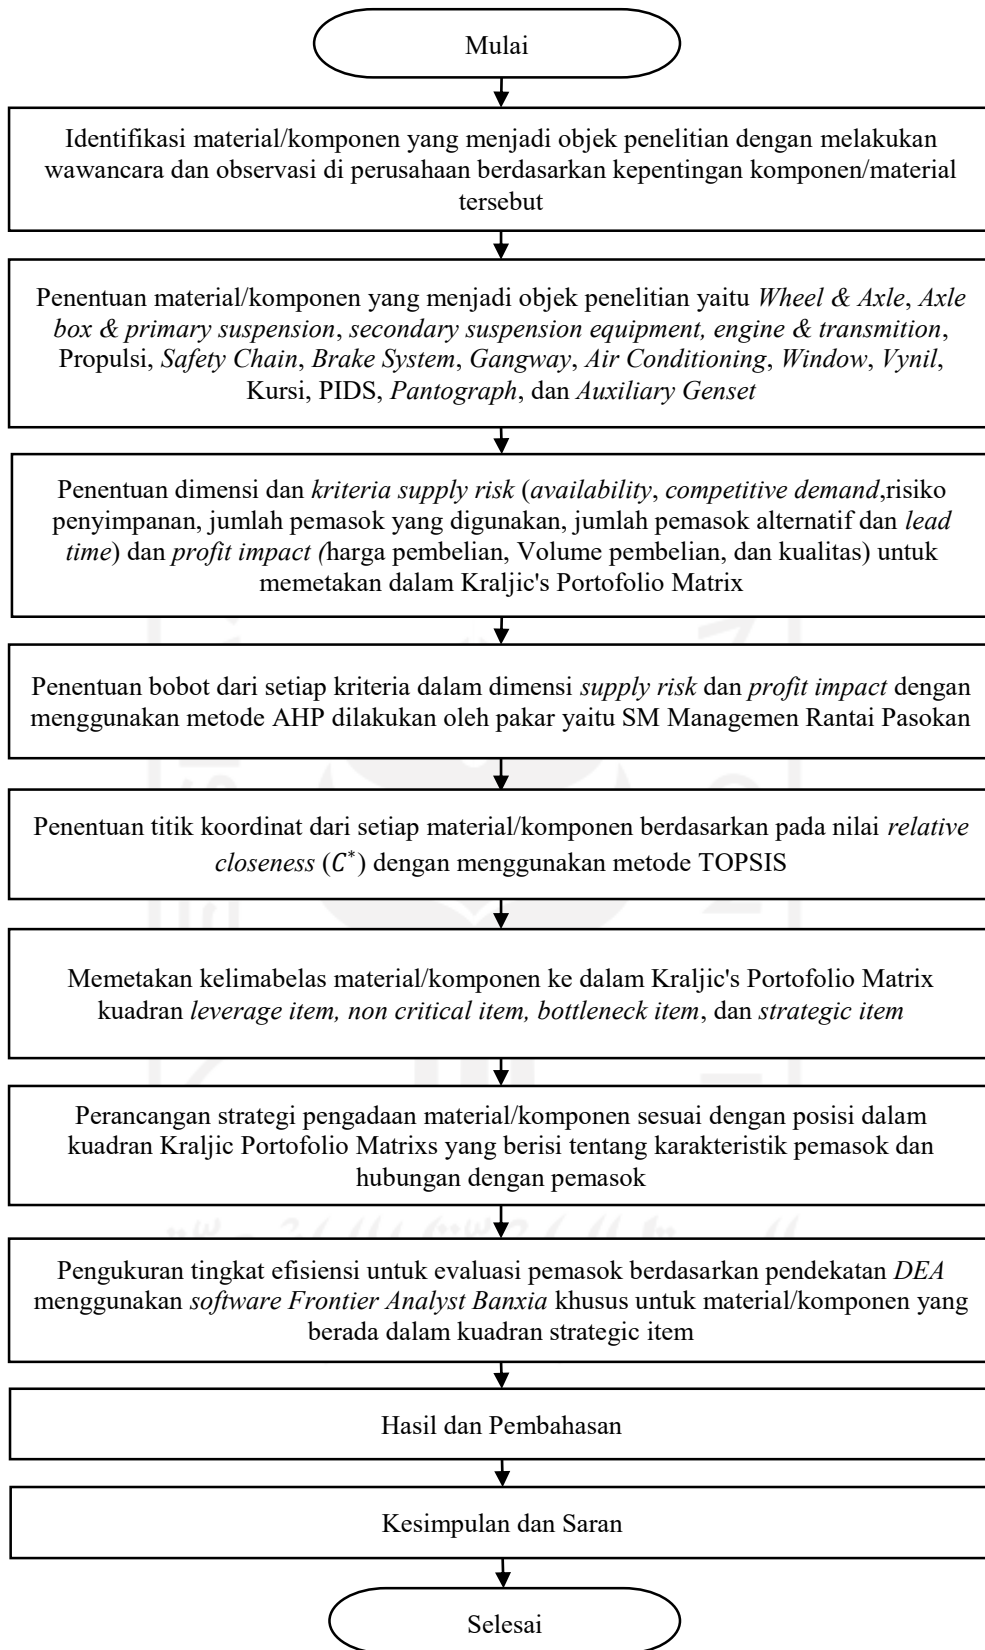 Mulai
Identifikasi material/komponen yang menjadi objek penelitian dengan melakukan
wawancara dan observasi di perusahaan berdasarkan kepentingan komponen/material
tersebut
Penentuan material/komponen yang menjadi objek penelitian yaitu Wheel & Axle, Axle
box & primary suspension, secondary suspension equipment, engine & transmition,
Propulsi, Safety Chain, Brake System, Gangway, Air Conditioning, Window, Vynil,
Kursi, PIDS, Pantograph, dan Auxiliary Genset
Penentuan dimensi dan kriteria supply risk (availability, competitive demand,risiko
penyimpanan, jumlah pemasok yang digunakan, jumlah pemasok alternatif dan lead
time) dan profit impact (harga pembelian, Volume pembelian, dan kualitas) untuk
memetakan dalam Kraljic's Portofolio Matrix
Penentuan bobot dari setiap kriteria dalam dimensi supply risk dan profit impact dengan
menggunakan metode AHP dilakukan oleh pakar yaitu SM Managemen Rantai Pasokan
Penentuan titik koordinat dari setiap material/komponen berdasarkan pada nilai relative
closeness (C*) dengan menggunakan metode TOPSIS
Memetakan kelimabelas material/komponen ke dalam Kraljic's Portofolio Matrix
kuadran leverage item, non critical item, bottleneck item, dan strategic item
Perancangan strategi pengadaan material/komponen sesuai dengan posisi dalam
kuadran Kraljic Portofolio Matrixs yang berisi tentang karakteristik pemasok dan
hubungan dengan pemasok
Pengukuran tingkat efisiensi untuk evaluasi pemasok berdasarkan pendekatan DEA
menggunakan software Frontier Analyst Banxia khusus untuk material/komponen yang
berada dalam kuadran strategic item
Hasil dan Pembahasan
Kesimpulan dan Saran
Selesai